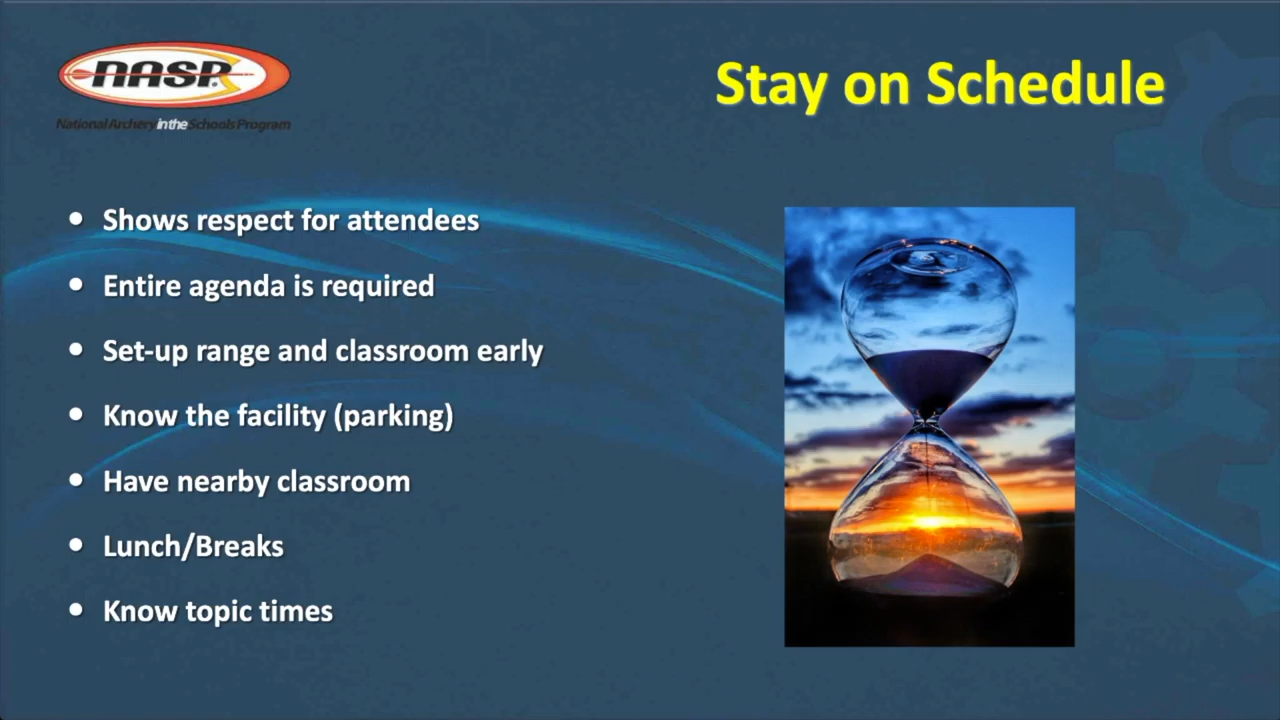 NASP
National Archery in the Schools Program
Stay on Schedule
• Shows respect for attendees
• Entire agenda is required
• Set-up range and classroom early
• Know the facility (parking)
• Have nearby classroom
• Lunch/Breaks
• Know topic times